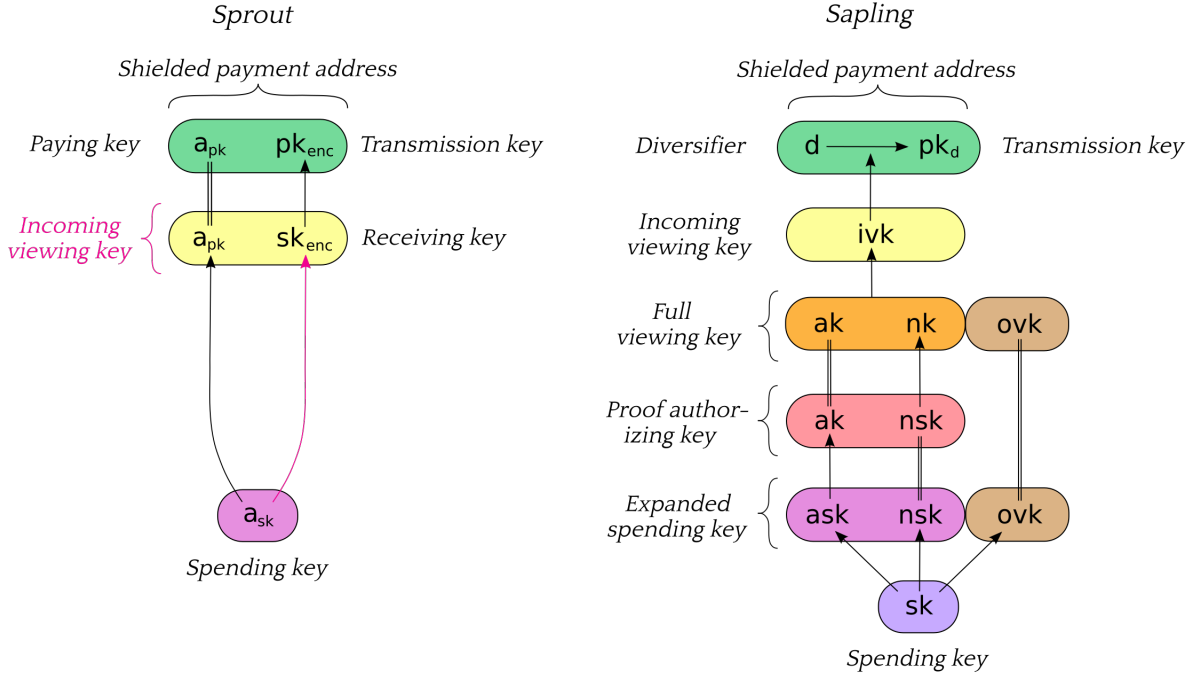 Sprout
Shielded payment address
Paying key
a_pk pk_enc
Transmission key
Incoming
viewing key
a_pk sk_enc
Receiving key
a_sk
Spending key
Sapling
Shielded payment address
Diversifier
d pk_d
Transmission key
Incoming
viewing key
ivk
Full
viewing key
ak nk ovk
Proof author-
izing key
ak nsk
Expanded
spending key
ask nsk ovk
sk
Spending key